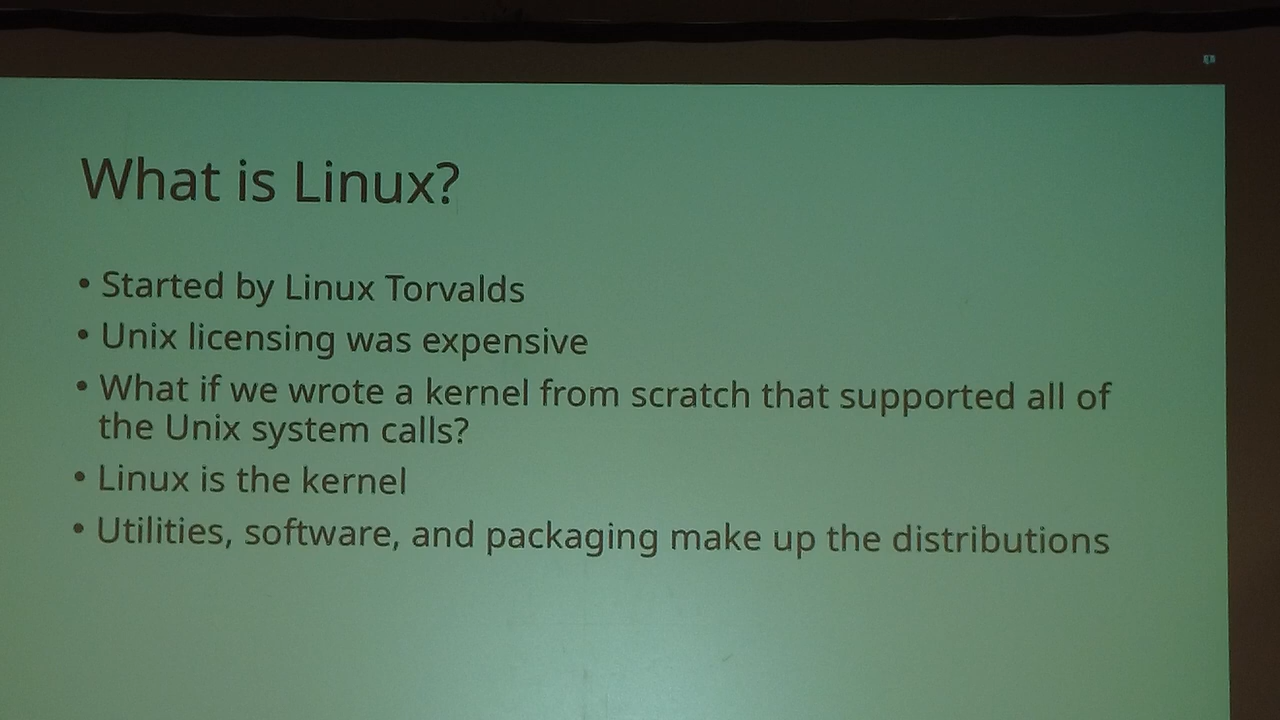 What is Linux?
• Started by Linux Torvalds
• Unix licensing was expensive
• What if we wrote a kernel from scratch that supported all of
the Unix system calls?
• Linux is the kernel
• Utilities, software, and packaging make up the distributions